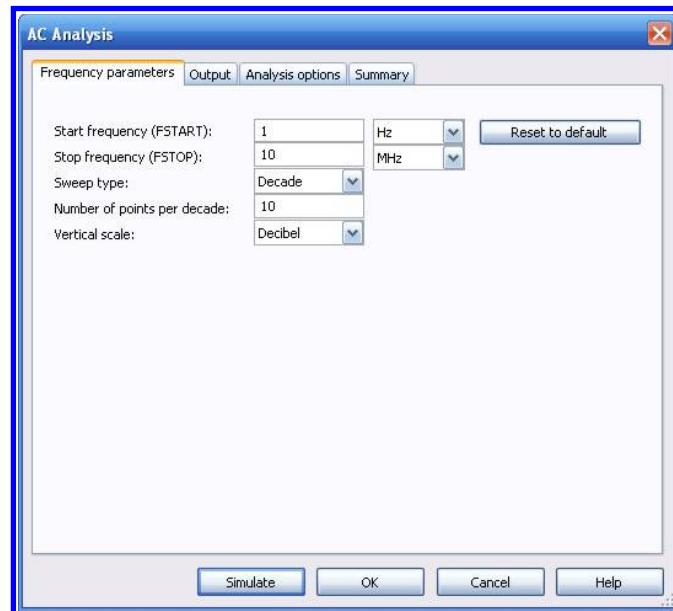 AC Analysis
Frequency parameters Output Analysis options Summary
Start frequency (FSTART): 1 Hz Reset to default
Stop frequency (FSTOP): 10 MHz
Sweep type: Decade
Number of points per decade: 10
Vertical scale: Decibel
Simulate OK Cancel Help